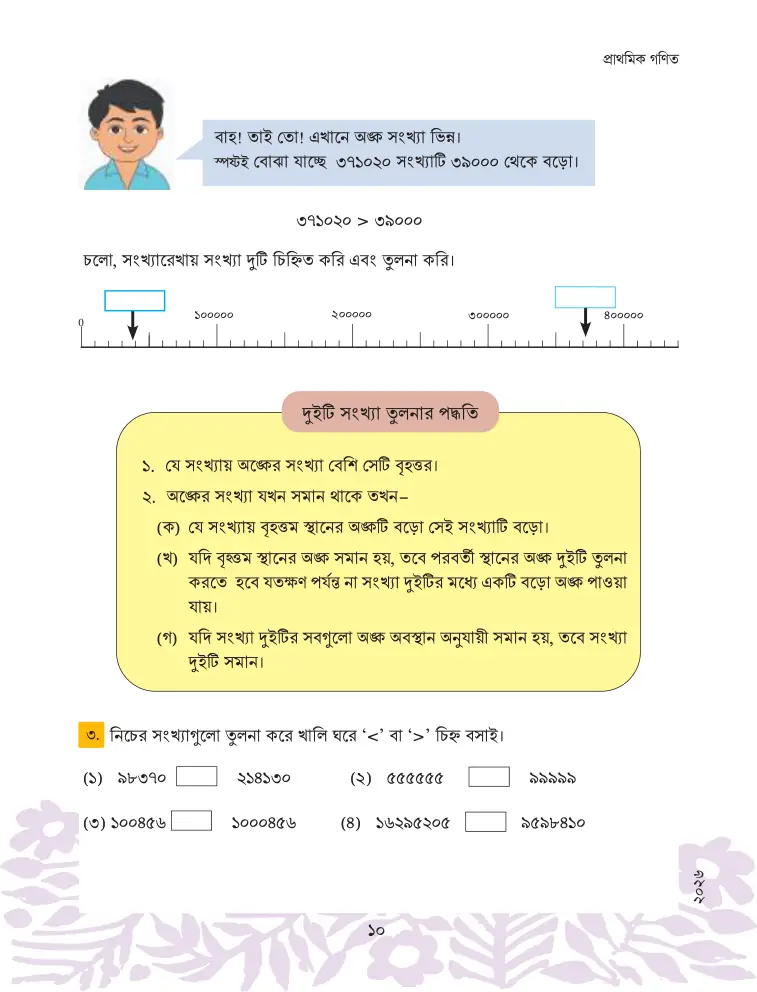 প্রাথমিক গণিত
বাহ! তাই তো! এখানে অঙ্ক সংখ্যা ভিন্ন।
স্পষ্টই বোঝা যাচ্ছে ৩৭১০২০ সংখ্যাটি ৩৯০০০ থেকে বড়ো।
৩৭১০২০ > ৩৯০০০
চলো, সংখ্যারেখায় সংখ্যা দুটি চিহ্নিত করি এবং তুলনা করি।
0 ১০০০০০ ২০০০০০ ৩০০০০০ ৪০০০০০
দুইটি সংখ্যা তুলনার পদ্ধতি
১. যে সংখ্যায় অঙ্কের সংখ্যা বেশি সেটি বৃহত্তর।
২. অঙ্কের সংখ্যা যখন সমান থাকে তখন–
(ক) যে সংখ্যায় বৃহত্তম স্থানের অঙ্কটি বড়ো সেই সংখ্যাটি বড়ো।
(খ) যদি বৃহত্তম স্থানের অঙ্ক সমান হয়, তবে পরবর্তী স্থানের অঙ্ক দুইটি তুলনা
করতে হবে যতক্ষণ পর্যন্ত না সংখ্যা দুইটির মধ্যে একটি বড়ো অঙ্ক পাওয়া
যায়।
(গ) যদি সংখ্যা দুইটির সবগুলো অঙ্ক অবস্থান অনুযায়ী সমান হয়, তবে সংখ্যা
দুইটি সমান।
৩. নিচের সংখ্যাগুলো তুলনা করে খালি ঘরে ‘<’ বা ‘>’ চিহ্ন বসাই।
(১) ৯৮৩৭০ ২১৪১৩০ (২) ৫৫৫৫৫৫ ৯৯৯৯৯
(৩) ১০০৪৫৬ ১০০০৪৫৬ (৪) ১৬২৯৫২০৫ ৯৫৯৮৪১০
২০২৬
১০